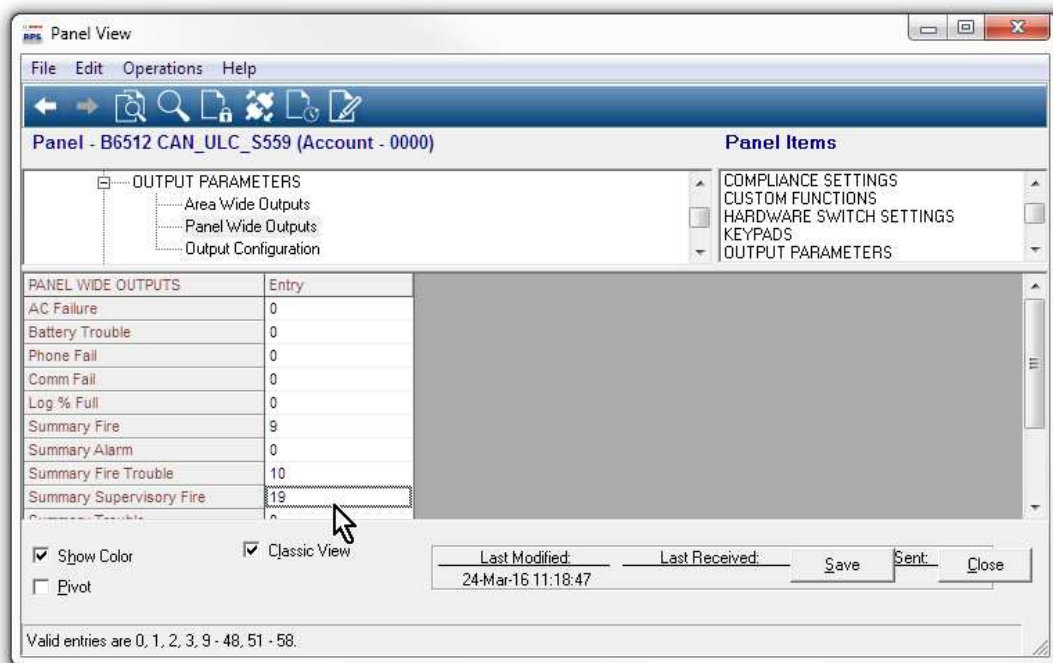 RPS Panel View
File Edit Operations Help
Panel - B6512 CAN_ULC_S559 (Account - 0000)
Panel Items
OUTPUT PARAMETERS
Area Wide Outputs
Panel Wide Outputs
Output Configuration
COMPLIANCE SETTINGS
CUSTOM FUNCTIONS
HARDWARE SWITCH SETTINGS
KEYPADS
OUTPUT PARAMETERS
PANEL WIDE OUTPUTS Entry
AC Failure 0
Battery Trouble 0
Phone Fail 0
Comm Fail 0
Log % Full 0
Summary Fire 9
Summary Alarm 0
Summary Fire Trouble 10
Summary Supervisory Fire 19
Show Color
Classic View
Pivot
Last Modified:
24-Mar-16 11:18:47
Last Received:
Save
Sent:
Close
Valid entries are 0, 1, 2, 3, 9 - 48, 51 - 58.